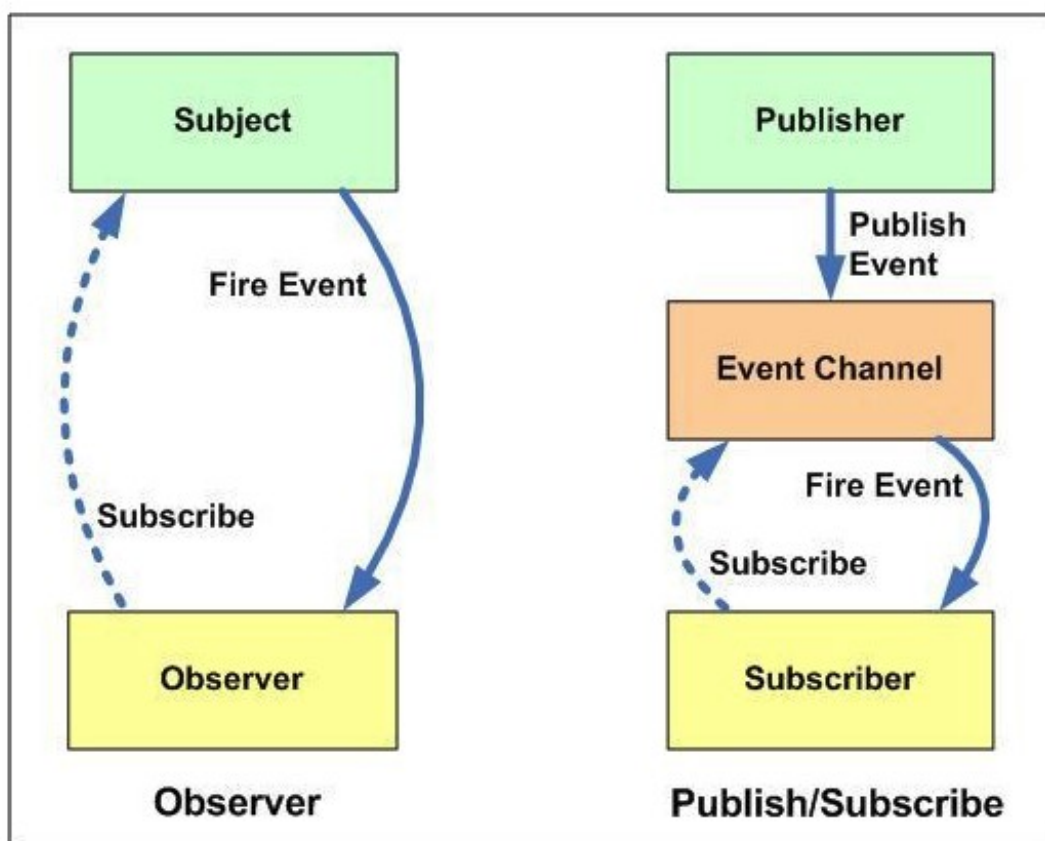 Subject
Fire Event
Subscribe
Observer
Observer
Publisher
Publish
Event
Event Channel
Fire Event
Subscribe
Subscriber
Publish/Subscribe